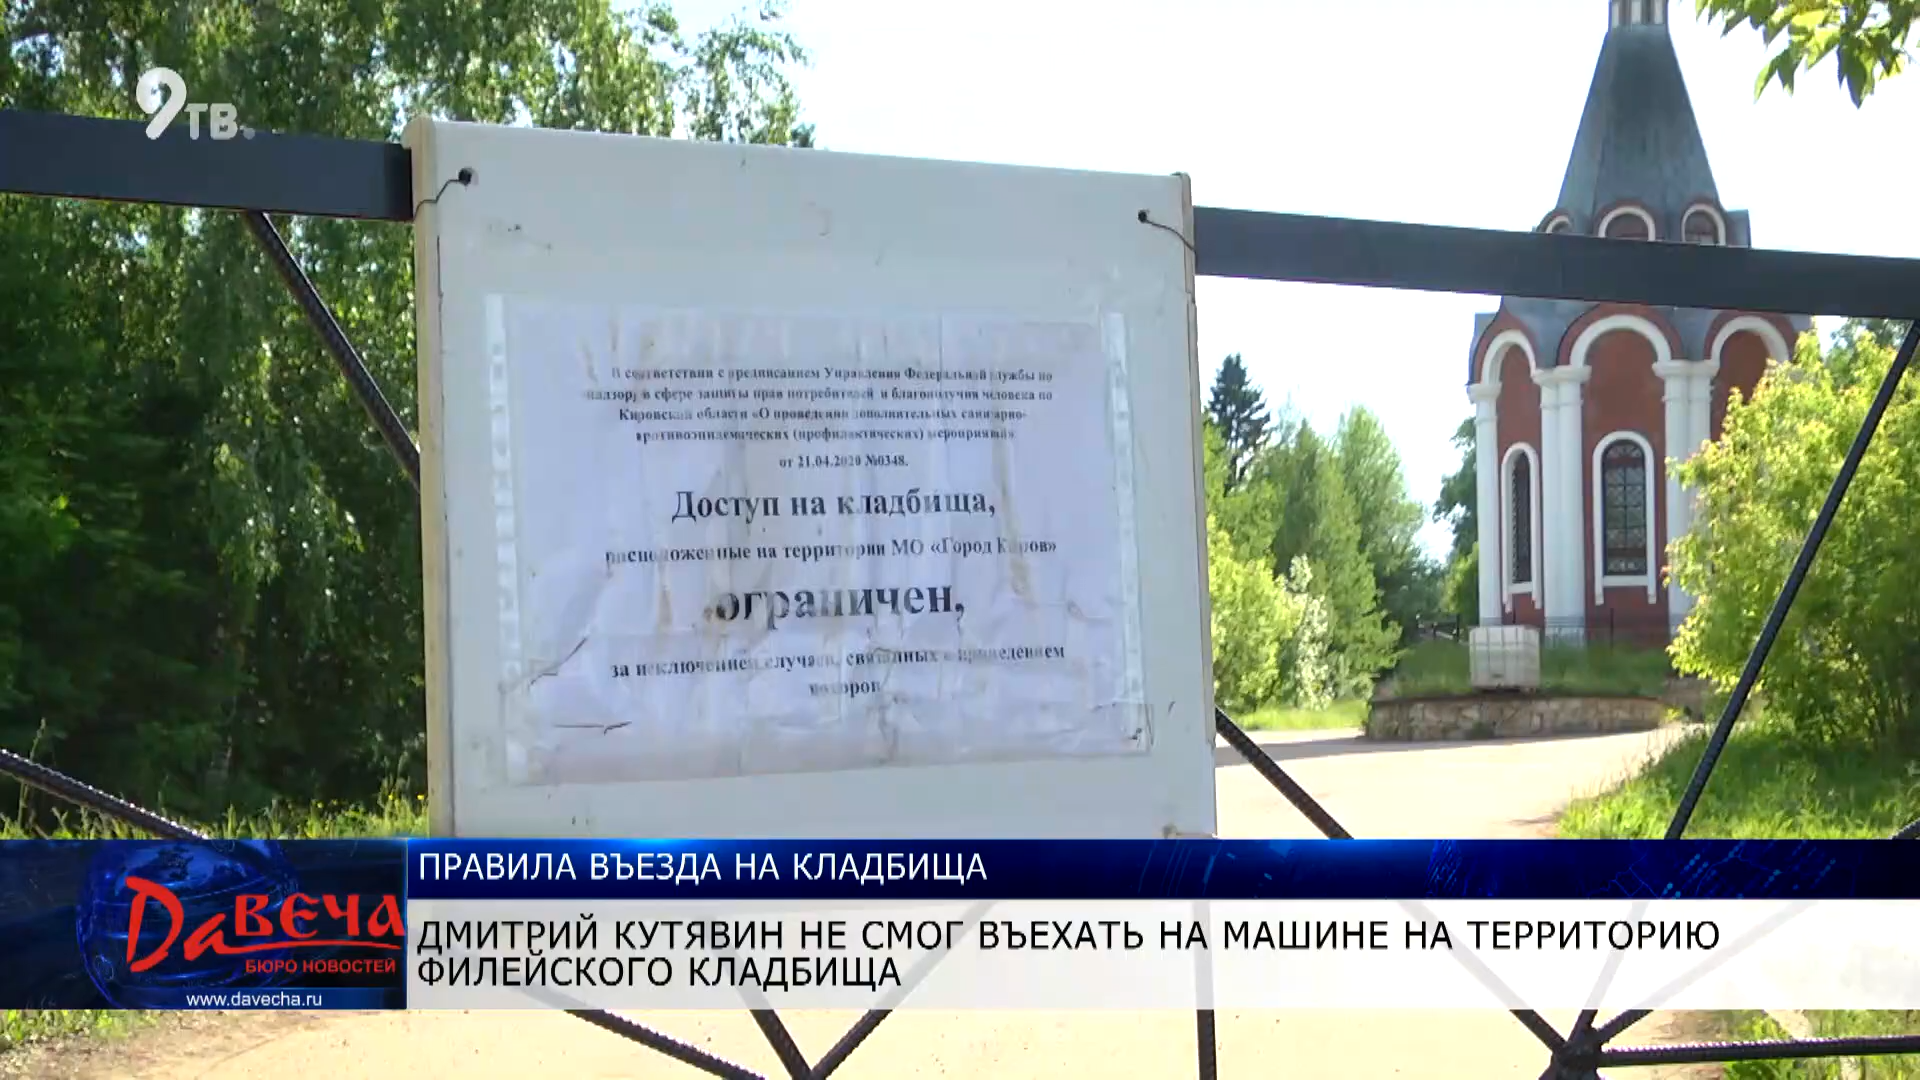 9тв.
В соответствии с предписанием Управления Федеральной службы по
надзору в сфере защиты прав потребителей и благополучия человека по
Кировской области «О проведении дополнительных санитарно-
противоэпидемических (профилактических) мероприятия
от 21.04.2020 №0348.
Доступ на кладбища,
расположенные на территории МО «Город Киров»
ограничен,
за исключением случаев, связанных с проведением
похорон
ПРАВИЛА ВЪЕЗДА НА КЛАДБИЩА
ДаВЕЧА
БЮРО НОВОСТЕЙ
www.davecha.ru
ДМИТРИЙ КУТЯВИН НЕ СМОГ ВЪЕХАТЬ НА МАШИНЕ НА ТЕРРИТОРИЮ
ФИЛЕЙСКОГО КЛАДБИЩА